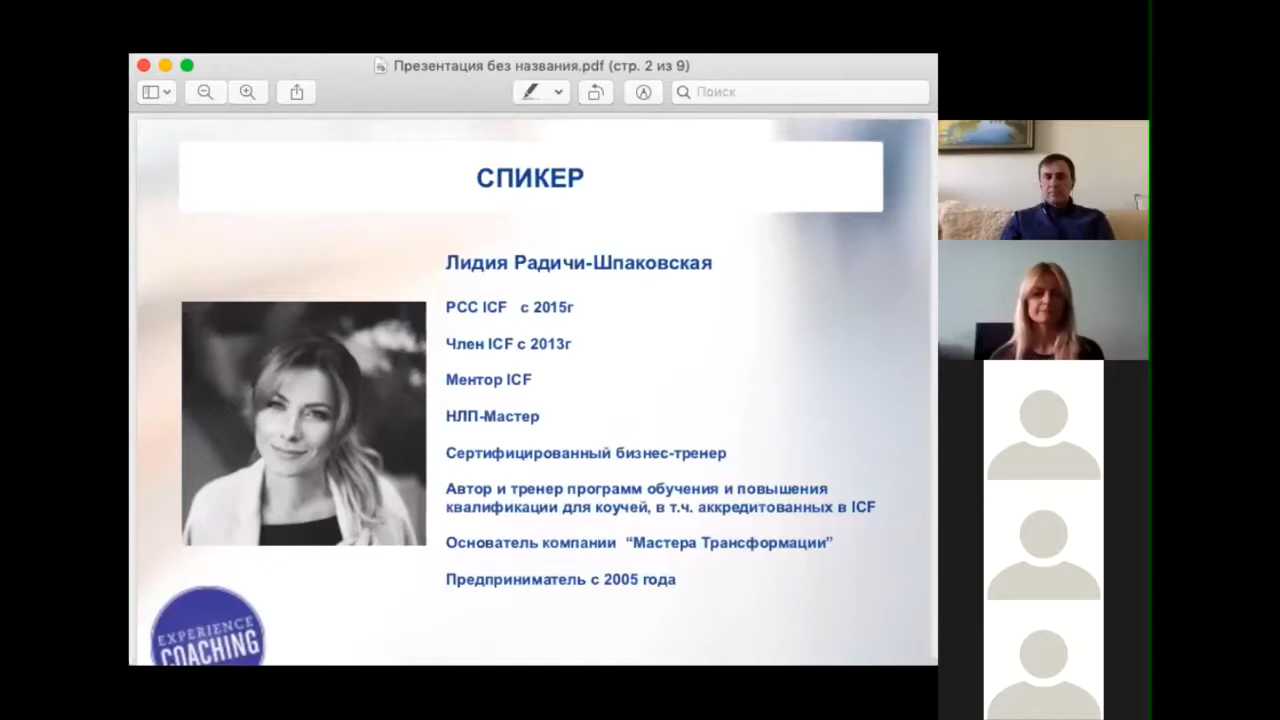 Презентация без названия.pdf (стр. 2 из 9)
Поиск
СПИКЕР
Лидия Радичи-Шпаковская
PCC ICF с 2015г
Член ICF с 2013г
Ментор ICF
НЛП-Мастер
Сертифицированный бизнес-тренер
Автор и тренер программ обучения и повышения
квалификации для коучей, в т.ч. аккредитованных в ICF
Основатель компании “Мастера Трансформации”
Предприниматель с 2005 года
EXPERIENCE
COACHING